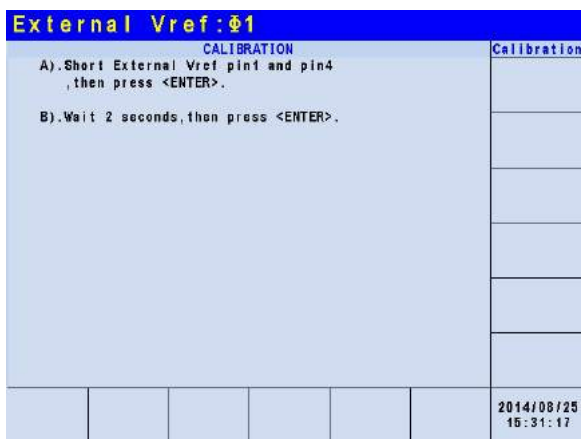 External Vref:Φ1
CALIBRATION
Calibration
A).Short External Vref pin1 and pin4
,then press <ENTER>.
B).Wait 2 seconds,then press <ENTER>.
2014/08/25
15:31:17